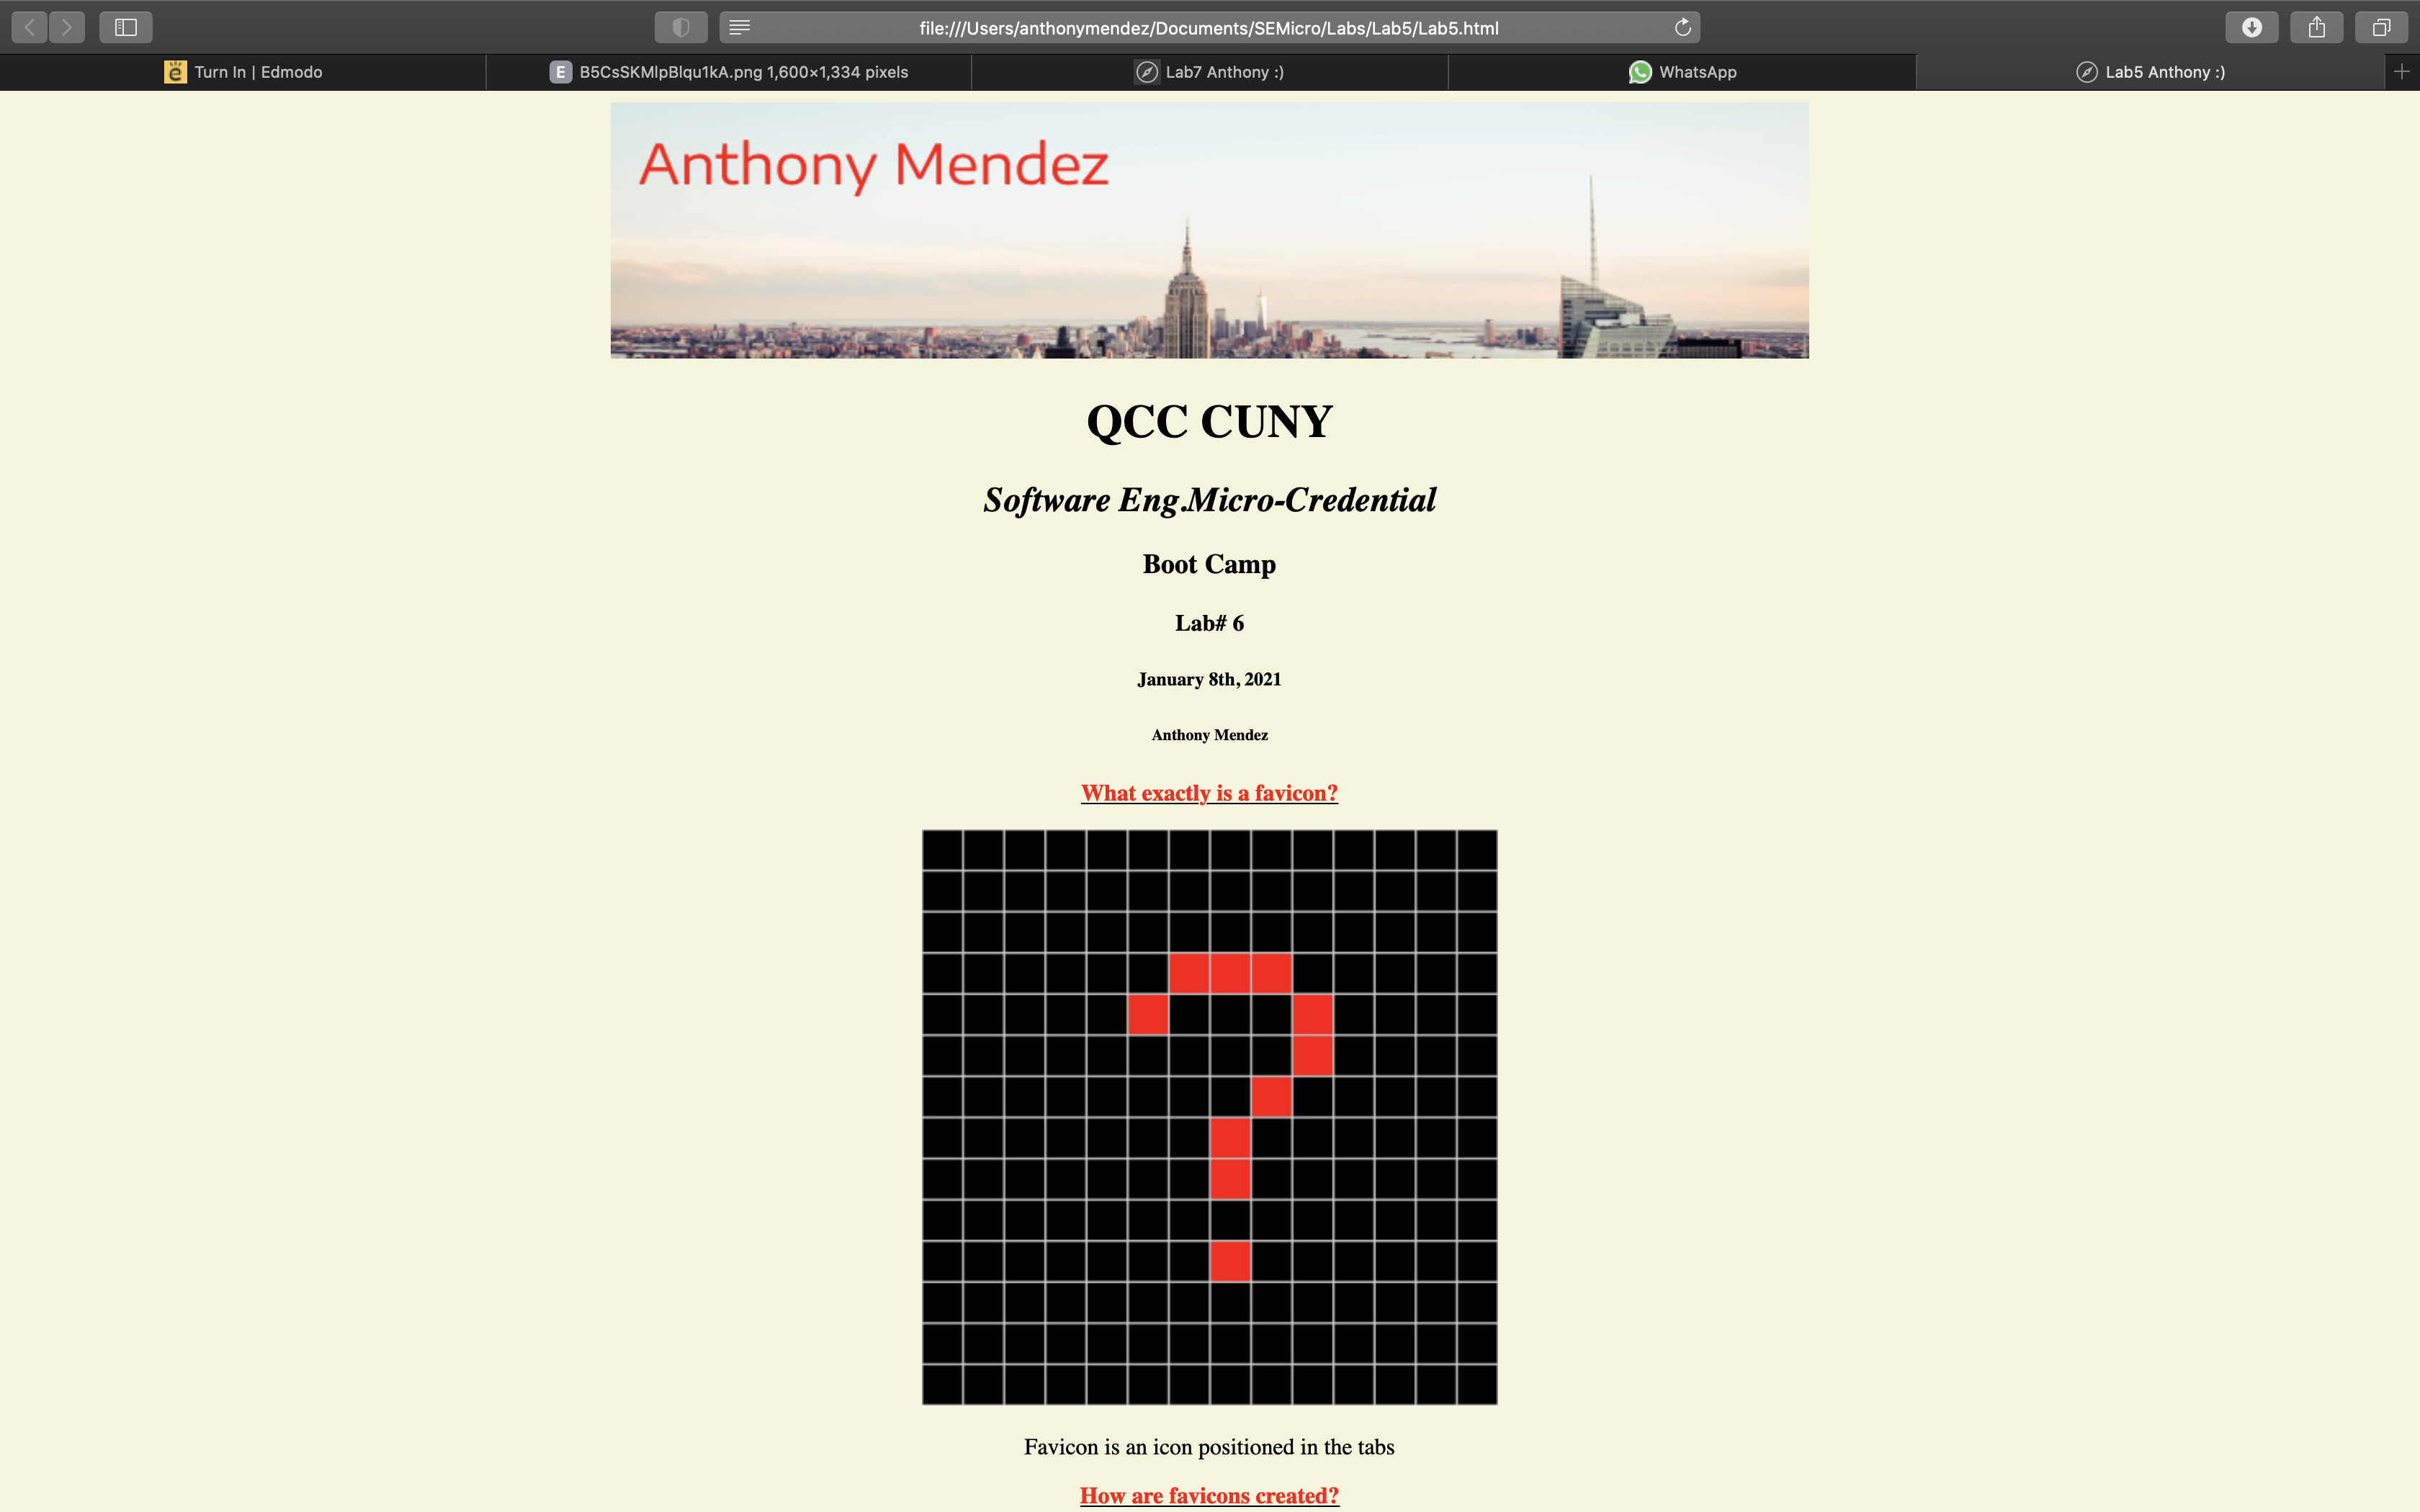 file:///Users/anthonymendez/Documents/SEMicro/Labs/Lab5/Lab5.html
Turn In | Edmodo
E B5CsSKMlpBlqu1kA.png 1,600×1,334 pixels
Lab7 Anthony :)
WhatsApp
Lab5 Anthony :)
Anthony Mendez
QCC CUNY
Software Eng.Micro-Credential
Boot Camp
Lab# 6
January 8th, 2021
Anthony Mendez
What exactly is a favicon?
Favicon is an icon positioned in the tabs
How are favicons created?